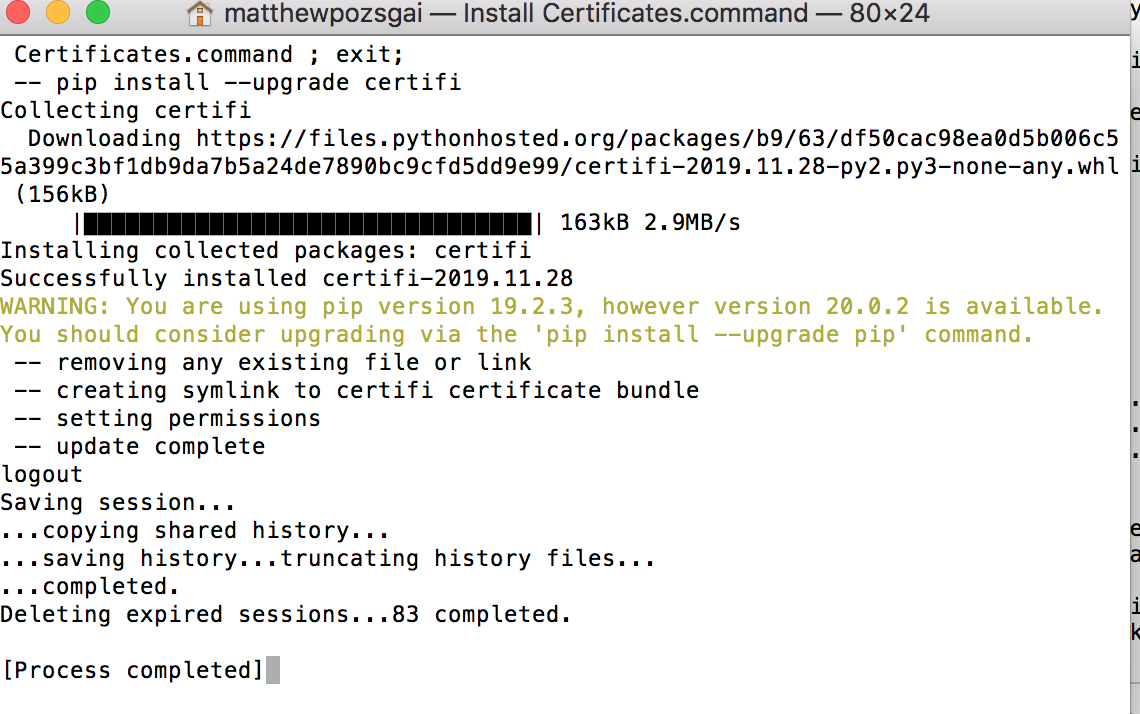 matthewpozsgai — Install Certificates.command — 80×24
Certificates.command ; exit;
-- pip install --upgrade certifi
Collecting certifi
Downloading https://files.pythonhosted.org/packages/b9/63/df50cac98ea0d5b006c5
5a399c3bf1db9da7b5a24de7890bc9cfd5dd9e99/certifi-2019.11.28-py2.py3-none-any.whl
(156kB)
|████████████████████████████████| 163kB 2.9MB/s
Installing collected packages: certifi
Successfully installed certifi-2019.11.28
WARNING: You are using pip version 19.2.3, however version 20.0.2 is available.
You should consider upgrading via the 'pip install --upgrade pip' command.
-- removing any existing file or link
-- creating symlink to certifi certificate bundle
-- setting permissions
-- update complete
logout
Saving session...
...copying shared history...
...saving history...truncating history files...
...completed.
Deleting expired sessions...83 completed.
[Process completed]